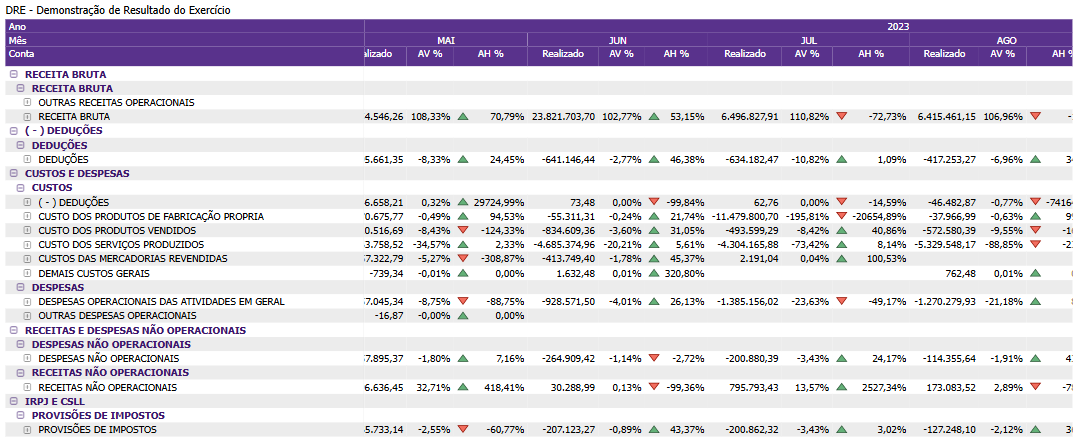 DRE - Demonstração de Resultado do Exercício
Ano 2023
Mês MAI JUN JUL AGO
Conta AV % AH % Realizado AV % AH % Realizado AV % AH % Realizado AV % AH %
RECEITA BRUTA
RECEITA BRUTA
OUTRAS RECEITAS OPERACIONAIS
RECEITA BRUTA 4.546,26 108,33% 70,79% 23.821.703,70 102,77% 53,15% 6.496.827,91 110,82% -72,73% 6.415.461,15 106,96%
( - ) DEDUÇÕES
DEDUÇÕES
DEDUÇÕES 5.661,35 -8,33% 24,45% -641.146,44 -2,77% 46,38% -634.182,47 -10,82% 1,09% -417.253,27 -6,96%
CUSTOS E DESPESAS
CUSTOS
( - ) DEDUÇÕES 6.658,21 0,32% 29724,99% 73,48 0,00% -99,84% 62,76 0,00% -14,59% -46.482,87 -0,77% -7416
CUSTO DOS PRODUTOS DE FABRICAÇÃO PROPRIA 0.675,77 -0,49% 94,53% -55.311,31 -0,24% 21,74% -11.479.800,70 -195,81% -20654,89% -37.966,99 -0,63% 99
CUSTO DOS PRODUTOS VENDIDOS 0.516,69 -8,43% -124,33% -834.609,36 -3,60% 31,05% -493.599,29 -8,42% 40,86% -572.580,39 -9,55%
CUSTO DOS SERVIÇOS PRODUZIDOS 3.758,52 -34,57% 2,33% -4.685.374,96 -20,21% 5,61% -4.304.165,88 -73,42% 8,14% -5.329.548,17 -88,85%
CUSTOS DAS MERCADORIAS REVENDIDAS 7.322,79 -5,27% -308,87% -413.749,40 -1,78% 45,37% 2.191,04 0,04% 100,53%
DEMAIS CUSTOS GERAIS -739,34 -0,01% 0,00% 1.632,48 0,01% 320,80% 762,48 0,01%
DESPESAS
DESPESAS OPERACIONAIS DAS ATIVIDADES EM GERAL 7.045,34 -8,75% -88,75% -928.571,50 -4,01% 26,13% -1.385.156,02 -23,63% -49,17% -1.270.279,93 -21,18%
OUTRAS DESPESAS OPERACIONAIS -16,87 -0,00% 0,00%
RECEITAS E DESPESAS NÃO OPERACIONAIS
DESPESAS NÃO OPERACIONAIS
DESPESAS NÃO OPERACIONAIS 7.895,37 -1,80% 7,16% -264.909,42 -1,14% -2,72% -200.880,39 -3,43% 24,17% -114.355,64 -1,91%
RECEITAS NÃO OPERACIONAIS
RECEITAS NÃO OPERACIONAIS 6.636,45 32,71% 418,41% 30.288,99 0,13% -99,36% 795.793,43 13,57% 2527,34% 173.083,52 2,89%
IRPJ E CSLL
PROVISÕES DE IMPOSTOS
PROVISÕES DE IMPOSTOS 5.733,14 -2,55% -60,77% -207.123,27 -0,89% 43,37% -200.862,32 -3,43% 3,02% -127.248,10 -2,12%